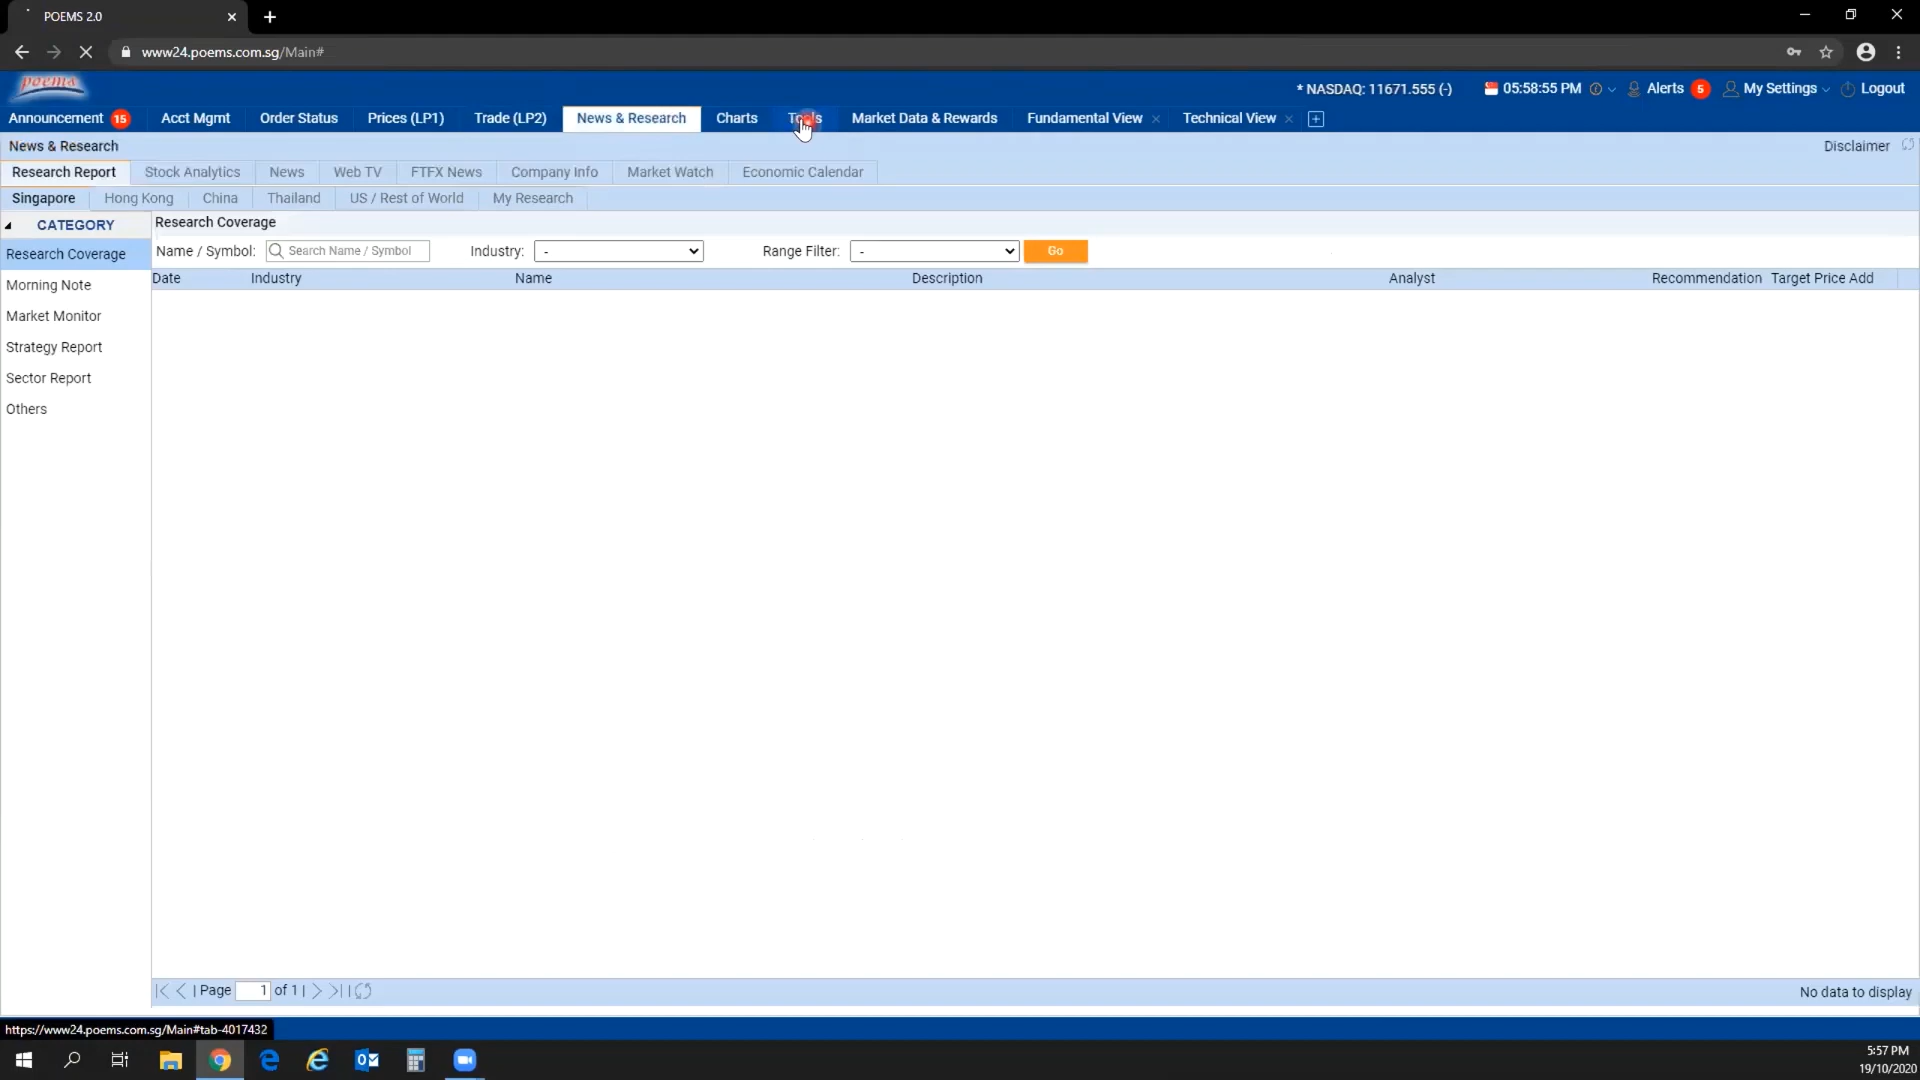 POEMS 2.0
www24.poems.com.sg/Main#
poems
* NASDAQ: 11671.555 (-) 05:58:55 PM Alerts 5 My Settings Logout
Announcement 15 Acct Mgmt Order Status Prices (LP1) Trade (LP2) News & Research Charts Tools Market Data & Rewards Fundamental View Technical View
News & Research Disclaimer
Research Report Stock Analytics News Web TV FTFX News Company Info Market Watch Economic Calendar
Singapore Hong Kong China Thailand US / Rest of World My Research
CATEGORY Research Coverage
Name / Symbol: Search Name / Symbol Industry: - Range Filter: - Go
Research Coverage
Date Industry Name Description Analyst Recommendation Target Price Add
Morning Note
Market Monitor
Strategy Report
Sector Report
Others
| Page 1 of 1 | No data to display
https://www24.poems.com.sg/Main#tab-4017432
5:57 PM
19/10/2020